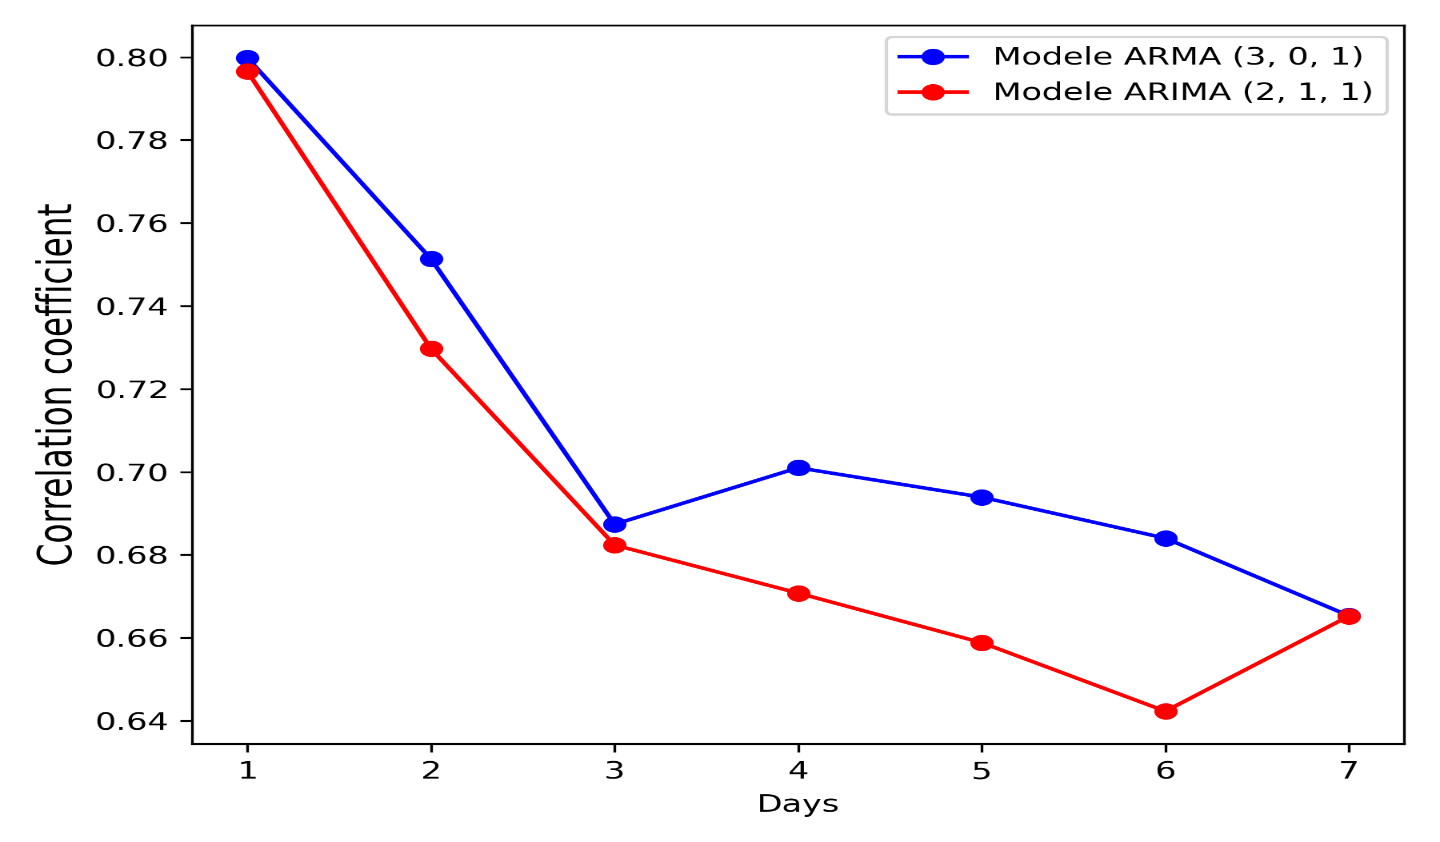 Modele ARMA (3, 0, 1)
Modele ARIMA (2, 1, 1)
Correlation coefficient
0.80
0.78
0.76
0.74
0.72
0.70
0.68
0.66
0.64
1 2 3 4 5 6 7
Days